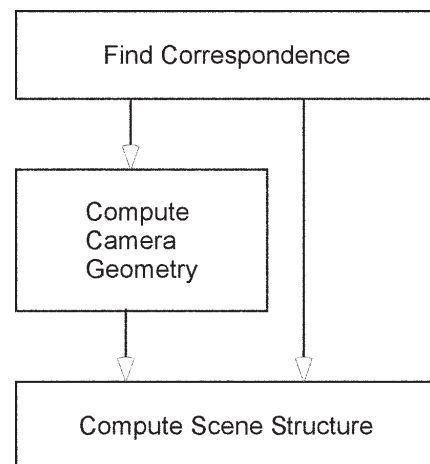 Find Correspondence
Compute
Camera
Geometry
Compute Scene Structure